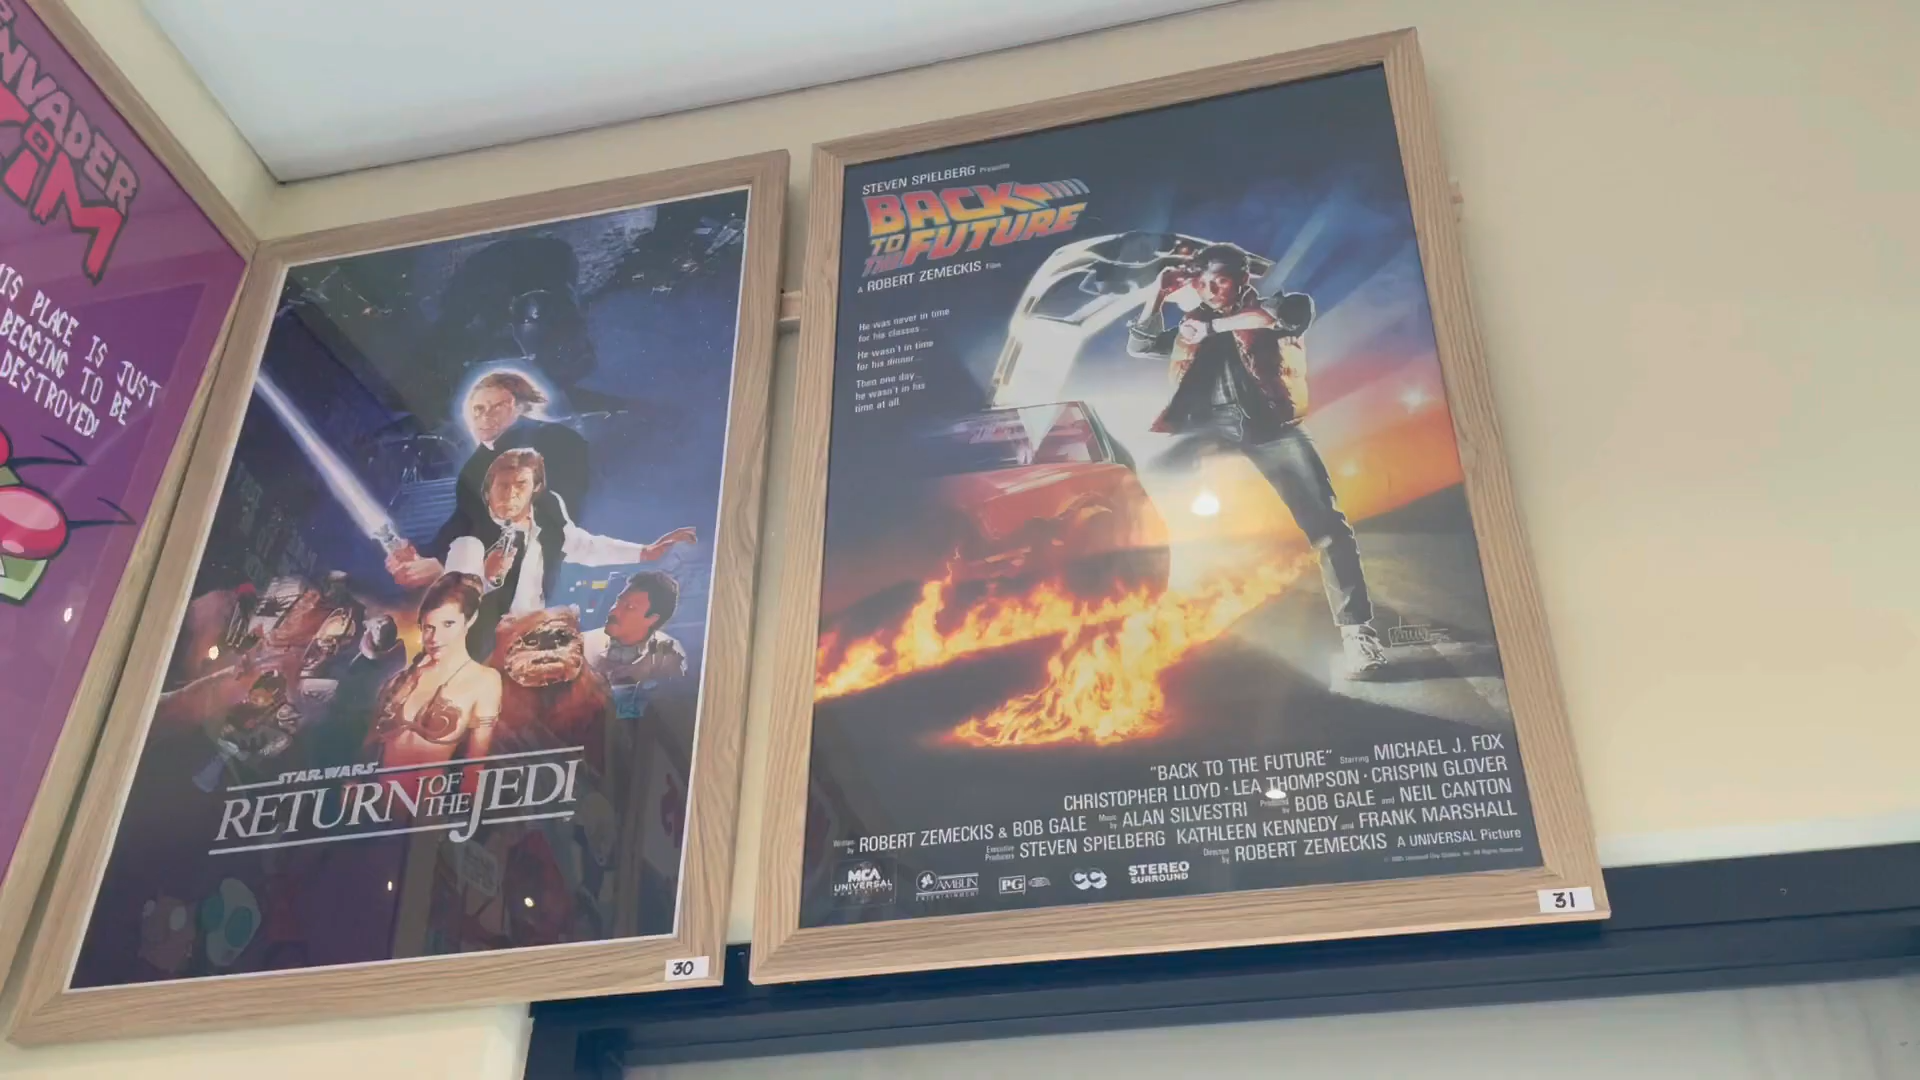 INVADER
ZIM
IS PLACE IS JUST
BEGGING TO BE
DESTROYED!
STAR WARS
RETURN OF THE JEDI
30
STEVEN SPIELBERG Presents
BACK
TO THE FUTURE
A ROBERT ZEMECKIS Film
He was never in time
for his classes...
He wasn't in time
for his dinner...
Then one day...
he wasn't in his
time at all.
"BACK TO THE FUTURE" Starring MICHAEL J. FOX
CHRISTOPHER LLOYD · LEA THOMPSON · CRISPIN GLOVER
Written by ROBERT ZEMECKIS & BOB GALE Music by ALAN SILVESTRI Produced by BOB GALE and NEIL CANTON
Executive Producers STEVEN SPIELBERG KATHLEEN KENNEDY and FRANK MARSHALL
Directed by ROBERT ZEMECKIS A UNIVERSAL Picture
MCA
UNIVERSAL
AMBLIN
ENTERTAINMENT
PG
STEREO
SURROUND
31